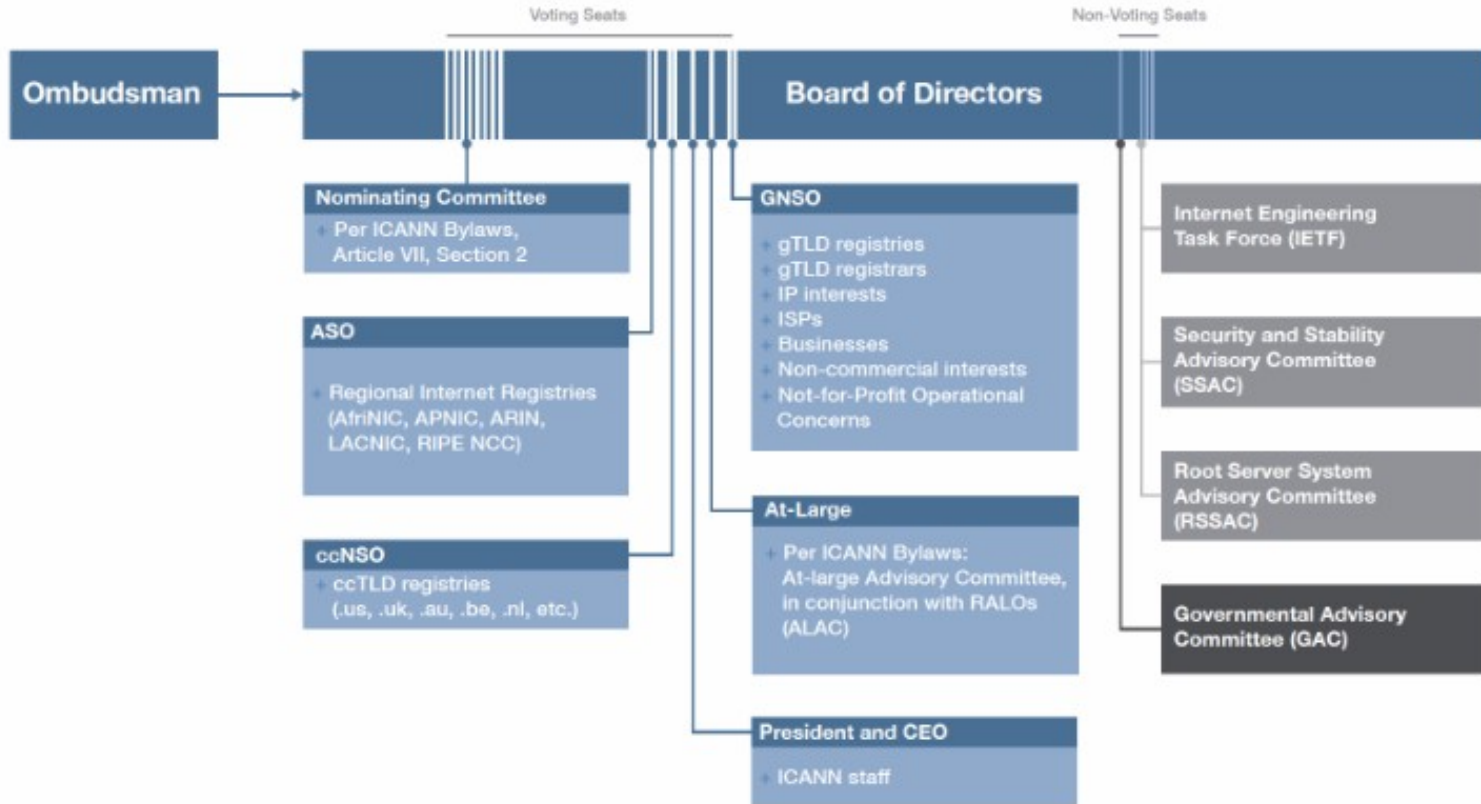 Voting Seats
Non-Voting Seats
Ombudsman
Board of Directors
Nominating Committee
+ Per ICANN Bylaws,
Article VII, Section 2
ASO
+ Regional Internet Registries
(AfriNIC, APNIC, ARIN,
LACNIC, RIPE NCC)
ccNSO
+ ccTLD registries
(.us, .uk, .au, .be, .nl, etc.)
GNSO
+ gTLD registries
+ gTLD registrars
+ IP interests
+ ISPs
+ Businesses
+ Non-commercial interests
+ Not-for-Profit Operational
Concerns
At-Large
+ Per ICANN Bylaws:
At-large Advisory Committee,
in conjunction with RALOs
(ALAC)
President and CEO
+ ICANN staff
Internet Engineering
Task Force (IETF)
Security and Stability
Advisory Committee
(SSAC)
Root Server System
Advisory Committee
(RSSAC)
Governmental Advisory
Committee (GAC)